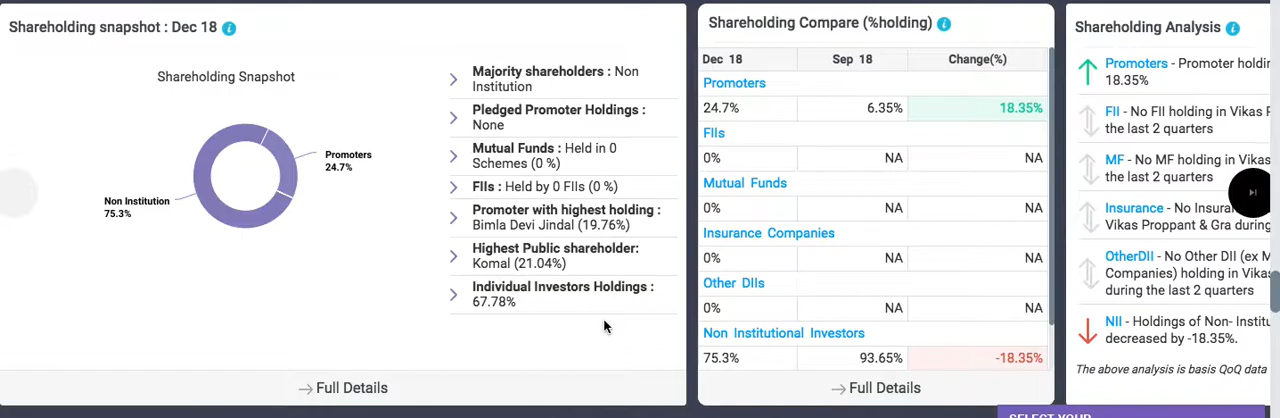 Shareholding snapshot : Dec 18
Shareholding Snapshot
Promoters
24.7%
Non Institution
75.3%
Majority shareholders : Non
Institution
Pledged Promoter Holdings :
None
Mutual Funds : Held in 0
Schemes (0 %)
FIIs : Held by 0 FIIs (0 %)
Promoter with highest holding :
Bimla Devi Jindal (19.76%)
Highest Public shareholder:
Komal (21.04%)
Individual Investors Holdings :
67.78%
Full Details
Shareholding Compare (%holding)
Dec 18 Sep 18 Change(%)
Promoters
24.7% 6.35% 18.35%
FIIs
0% NA NA
Mutual Funds
0% NA NA
Insurance Companies
0% NA NA
Other DIIs
0% NA NA
Non Institutional Investors
75.3% 93.65% -18.35%
Full Details
Shareholding Analysis
Promoters - Promoter
18.35%
FII - No FII holding in Vikas
the last 2 quarters
MF - No MF holding in Vikas
the last 2 quarters
Insurance - No
Vikas Proppant & Gra during
OtherDII - No Other DII (ex
Companies) holding in
during the last 2 quarters
NII - Holdings of Non-
decreased by -18.35%.
The above analysis is basis QoQ data